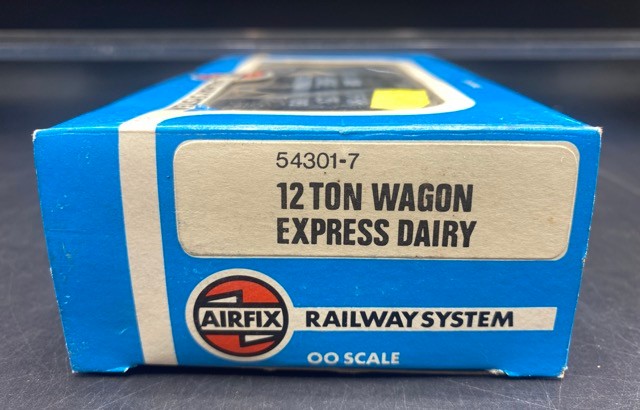 54301-7
12 TON WAGON
EXPRESS DAIRY
AIRFIX RAILWAY SYSTEM
OO SCALE